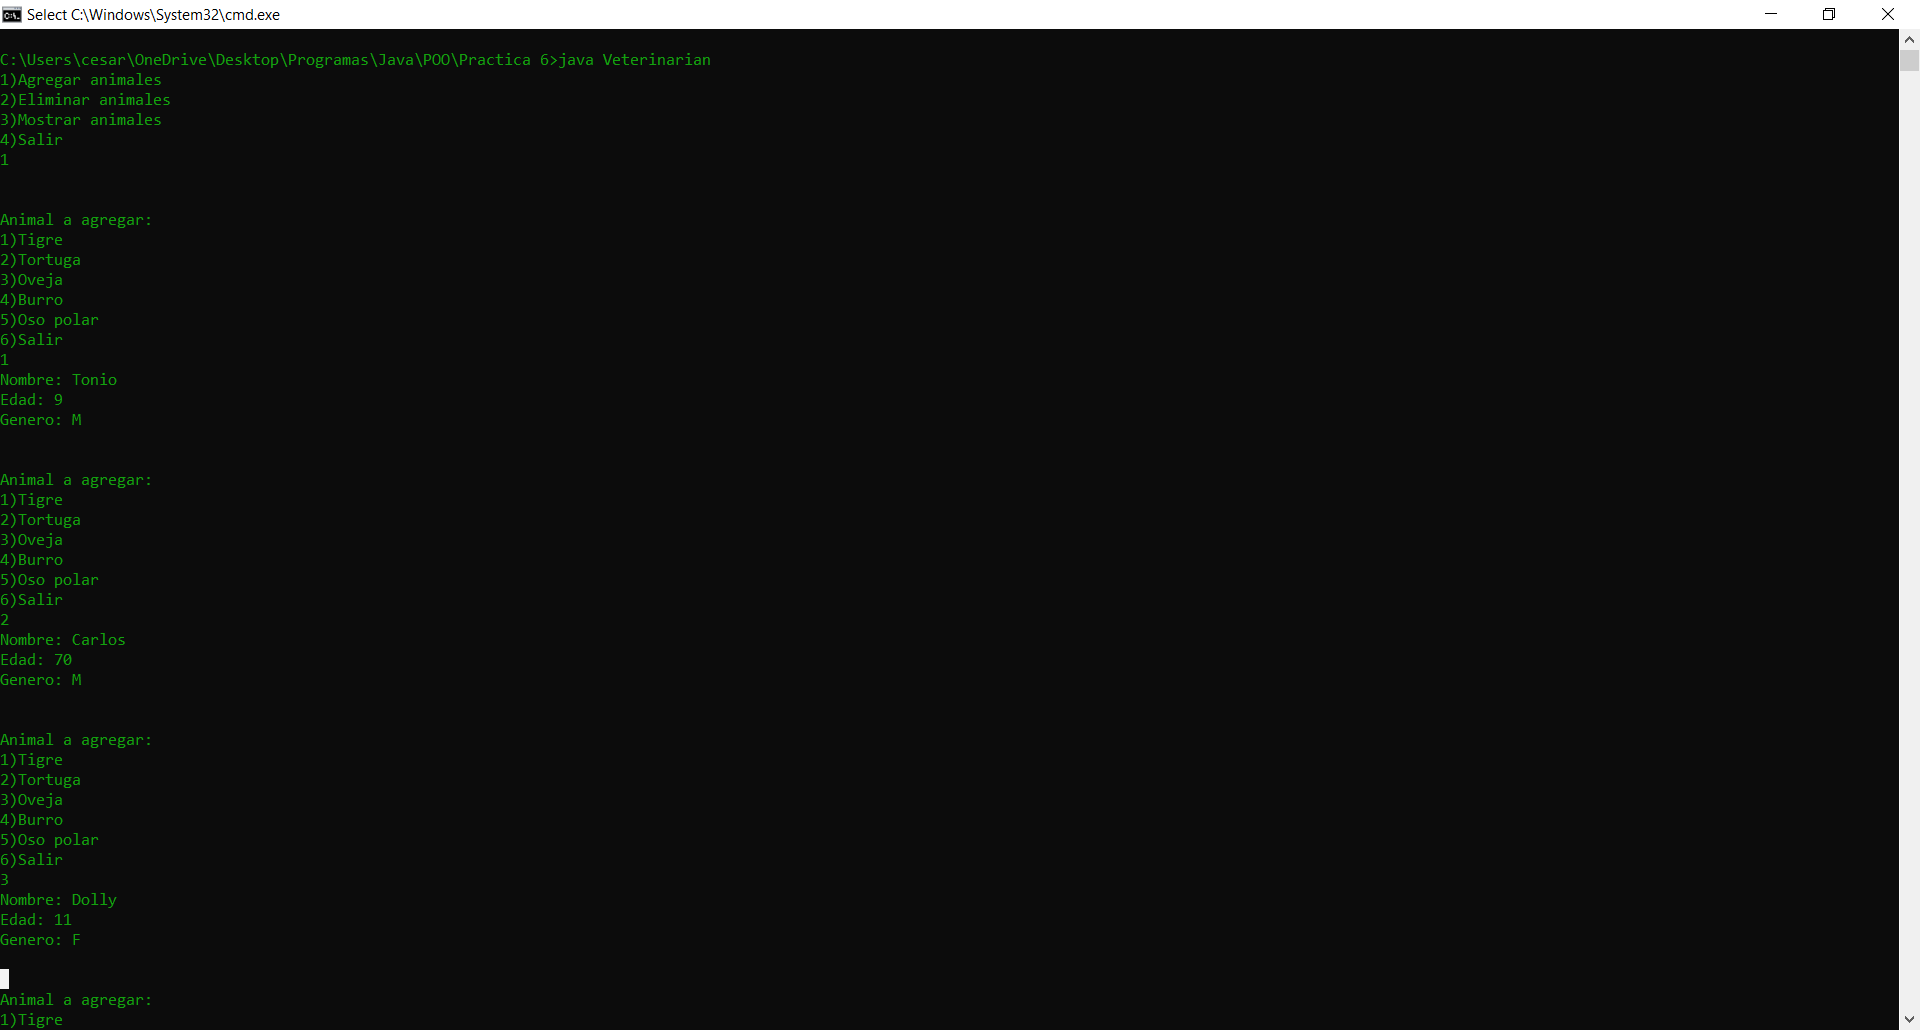 Select C:\Windows\System32\cmd.exe
C:\Users\cesar\OneDrive\Desktop\Programas\Java\POO\Practica 6>java Veterinarian
1)Agregar animales
2)Eliminar animales
3)Mostrar animales
4)Salir
1
Animal a agregar:
1)Tigre
2)Tortuga
3)Oveja
4)Burro
5)Oso polar
6)Salir
1
Nombre: Tonio
Edad: 9
Genero: M
Animal a agregar:
1)Tigre
2)Tortuga
3)Oveja
4)Burro
5)Oso polar
6)Salir
2
Nombre: Carlos
Edad: 70
Genero: M
Animal a agregar:
1)Tigre
2)Tortuga
3)Oveja
4)Burro
5)Oso polar
6)Salir
3
Nombre: Dolly
Edad: 11
Genero: F
Animal a agregar:
1)Tigre